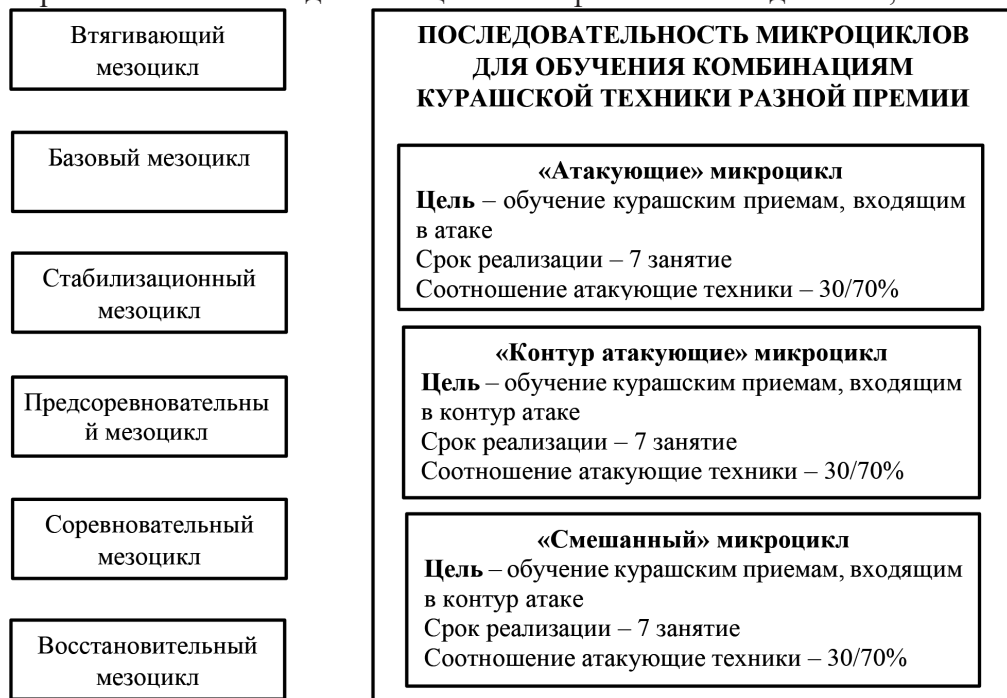 Втягивающий
мезоцикл
Базовый мезоцикл
Стабилизационный
мезоцикл
Предсоревновательны
й мезоцикл
Соревновательный
мезоцикл
Восстановительный
мезоцикл
ПОСЛЕДОВАТЕЛЬНОСТЬ МИКРОЦИКЛОВ
ДЛЯ ОБУЧЕНИЯ КОМБИНАЦИЯМ
КУРАШСКОЙ ТЕХНИКИ РАЗНОЙ ПРЕМИИ
«Атакующие» микроцикл
Цель – обучение курашским приемам, входящим
в атаке
Срок реализации – 7 занятие
Соотношение атакующие техники – 30/70%
«Контур атакующие» микроцикл
Цель – обучение курашским приемам, входящим
в контур атаке
Срок реализации – 7 занятие
Соотношение атакующие техники – 30/70%
«Смешанный» микроцикл
Цель – обучение курашским приемам, входящим
в контур атаке
Срок реализации – 7 занятие
Соотношение атакующие техники – 30/70%